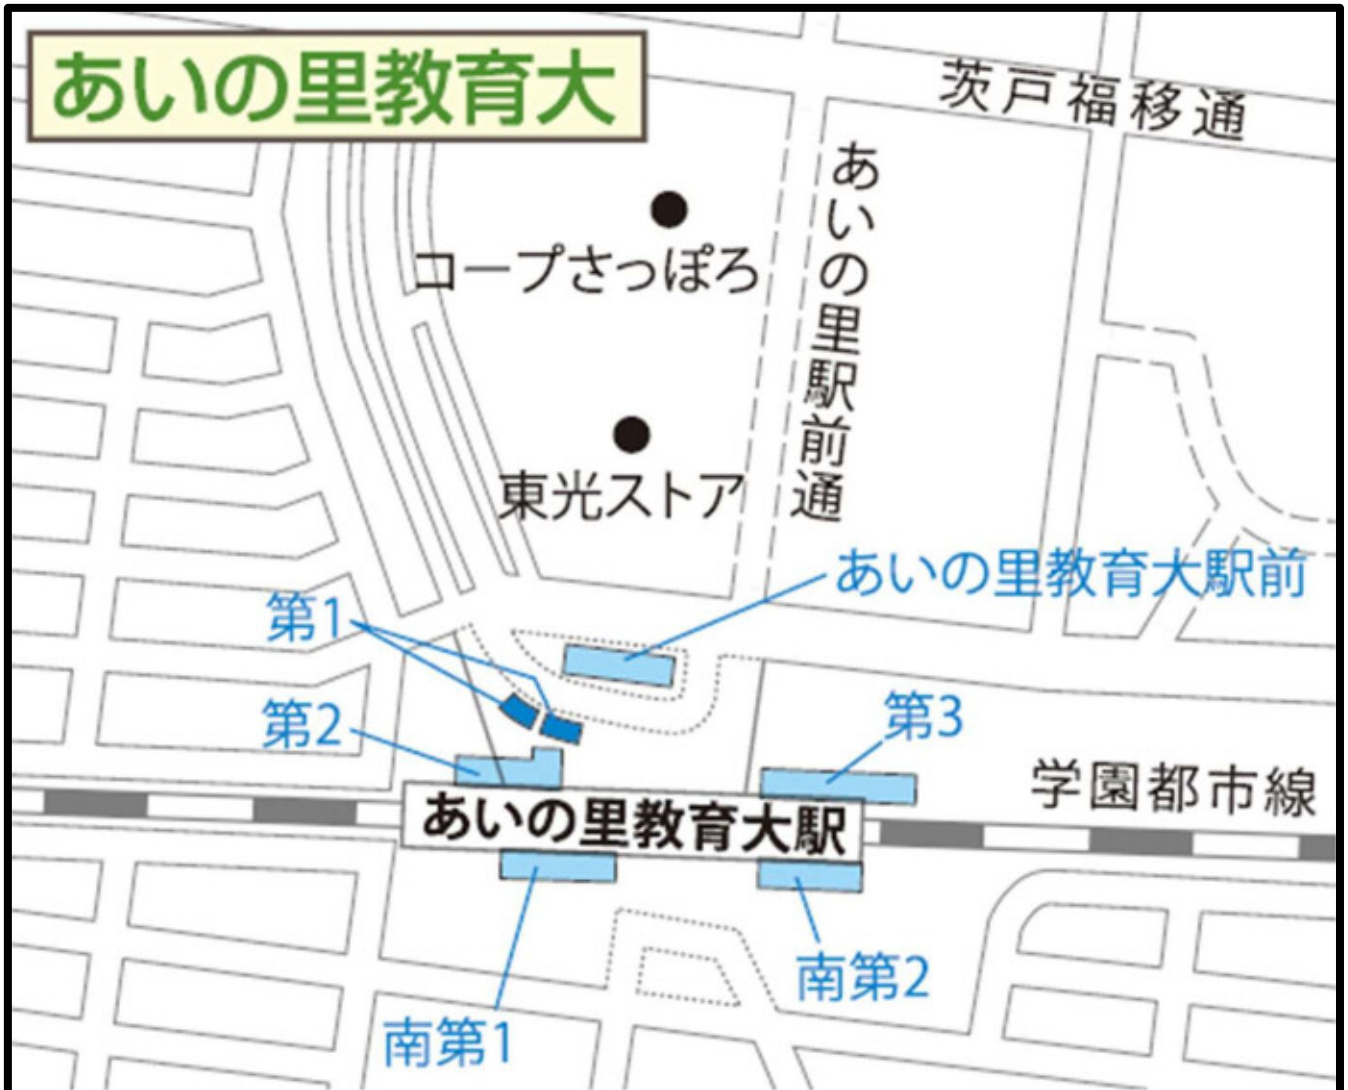 あいの里教育大
茨戸福移通
あいの里駅前通
コープさっぽろ
東光ストア
あいの里教育大駅前
第1
第2
第3
学園都市線
あいの里教育大駅
南第2
南第1